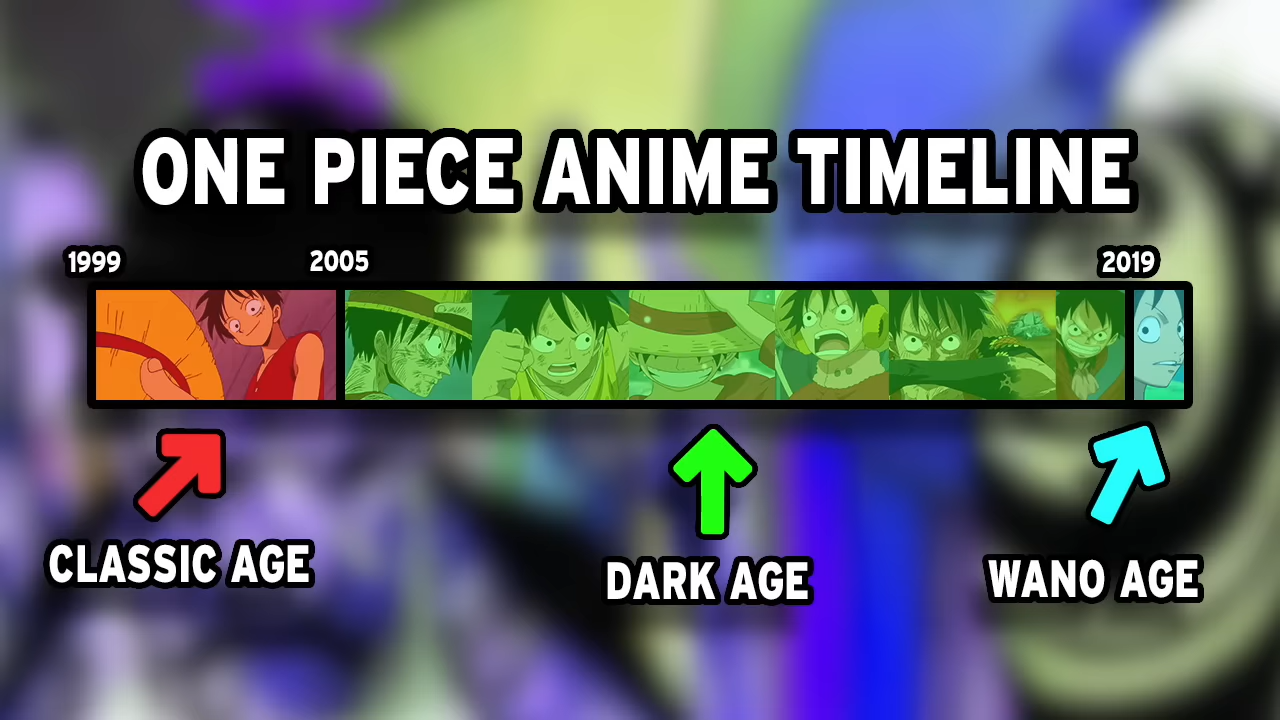 ONE PIECE ANIME TIMELINE
1999
2005
2019
CLASSIC AGE
DARK AGE
WANO AGE